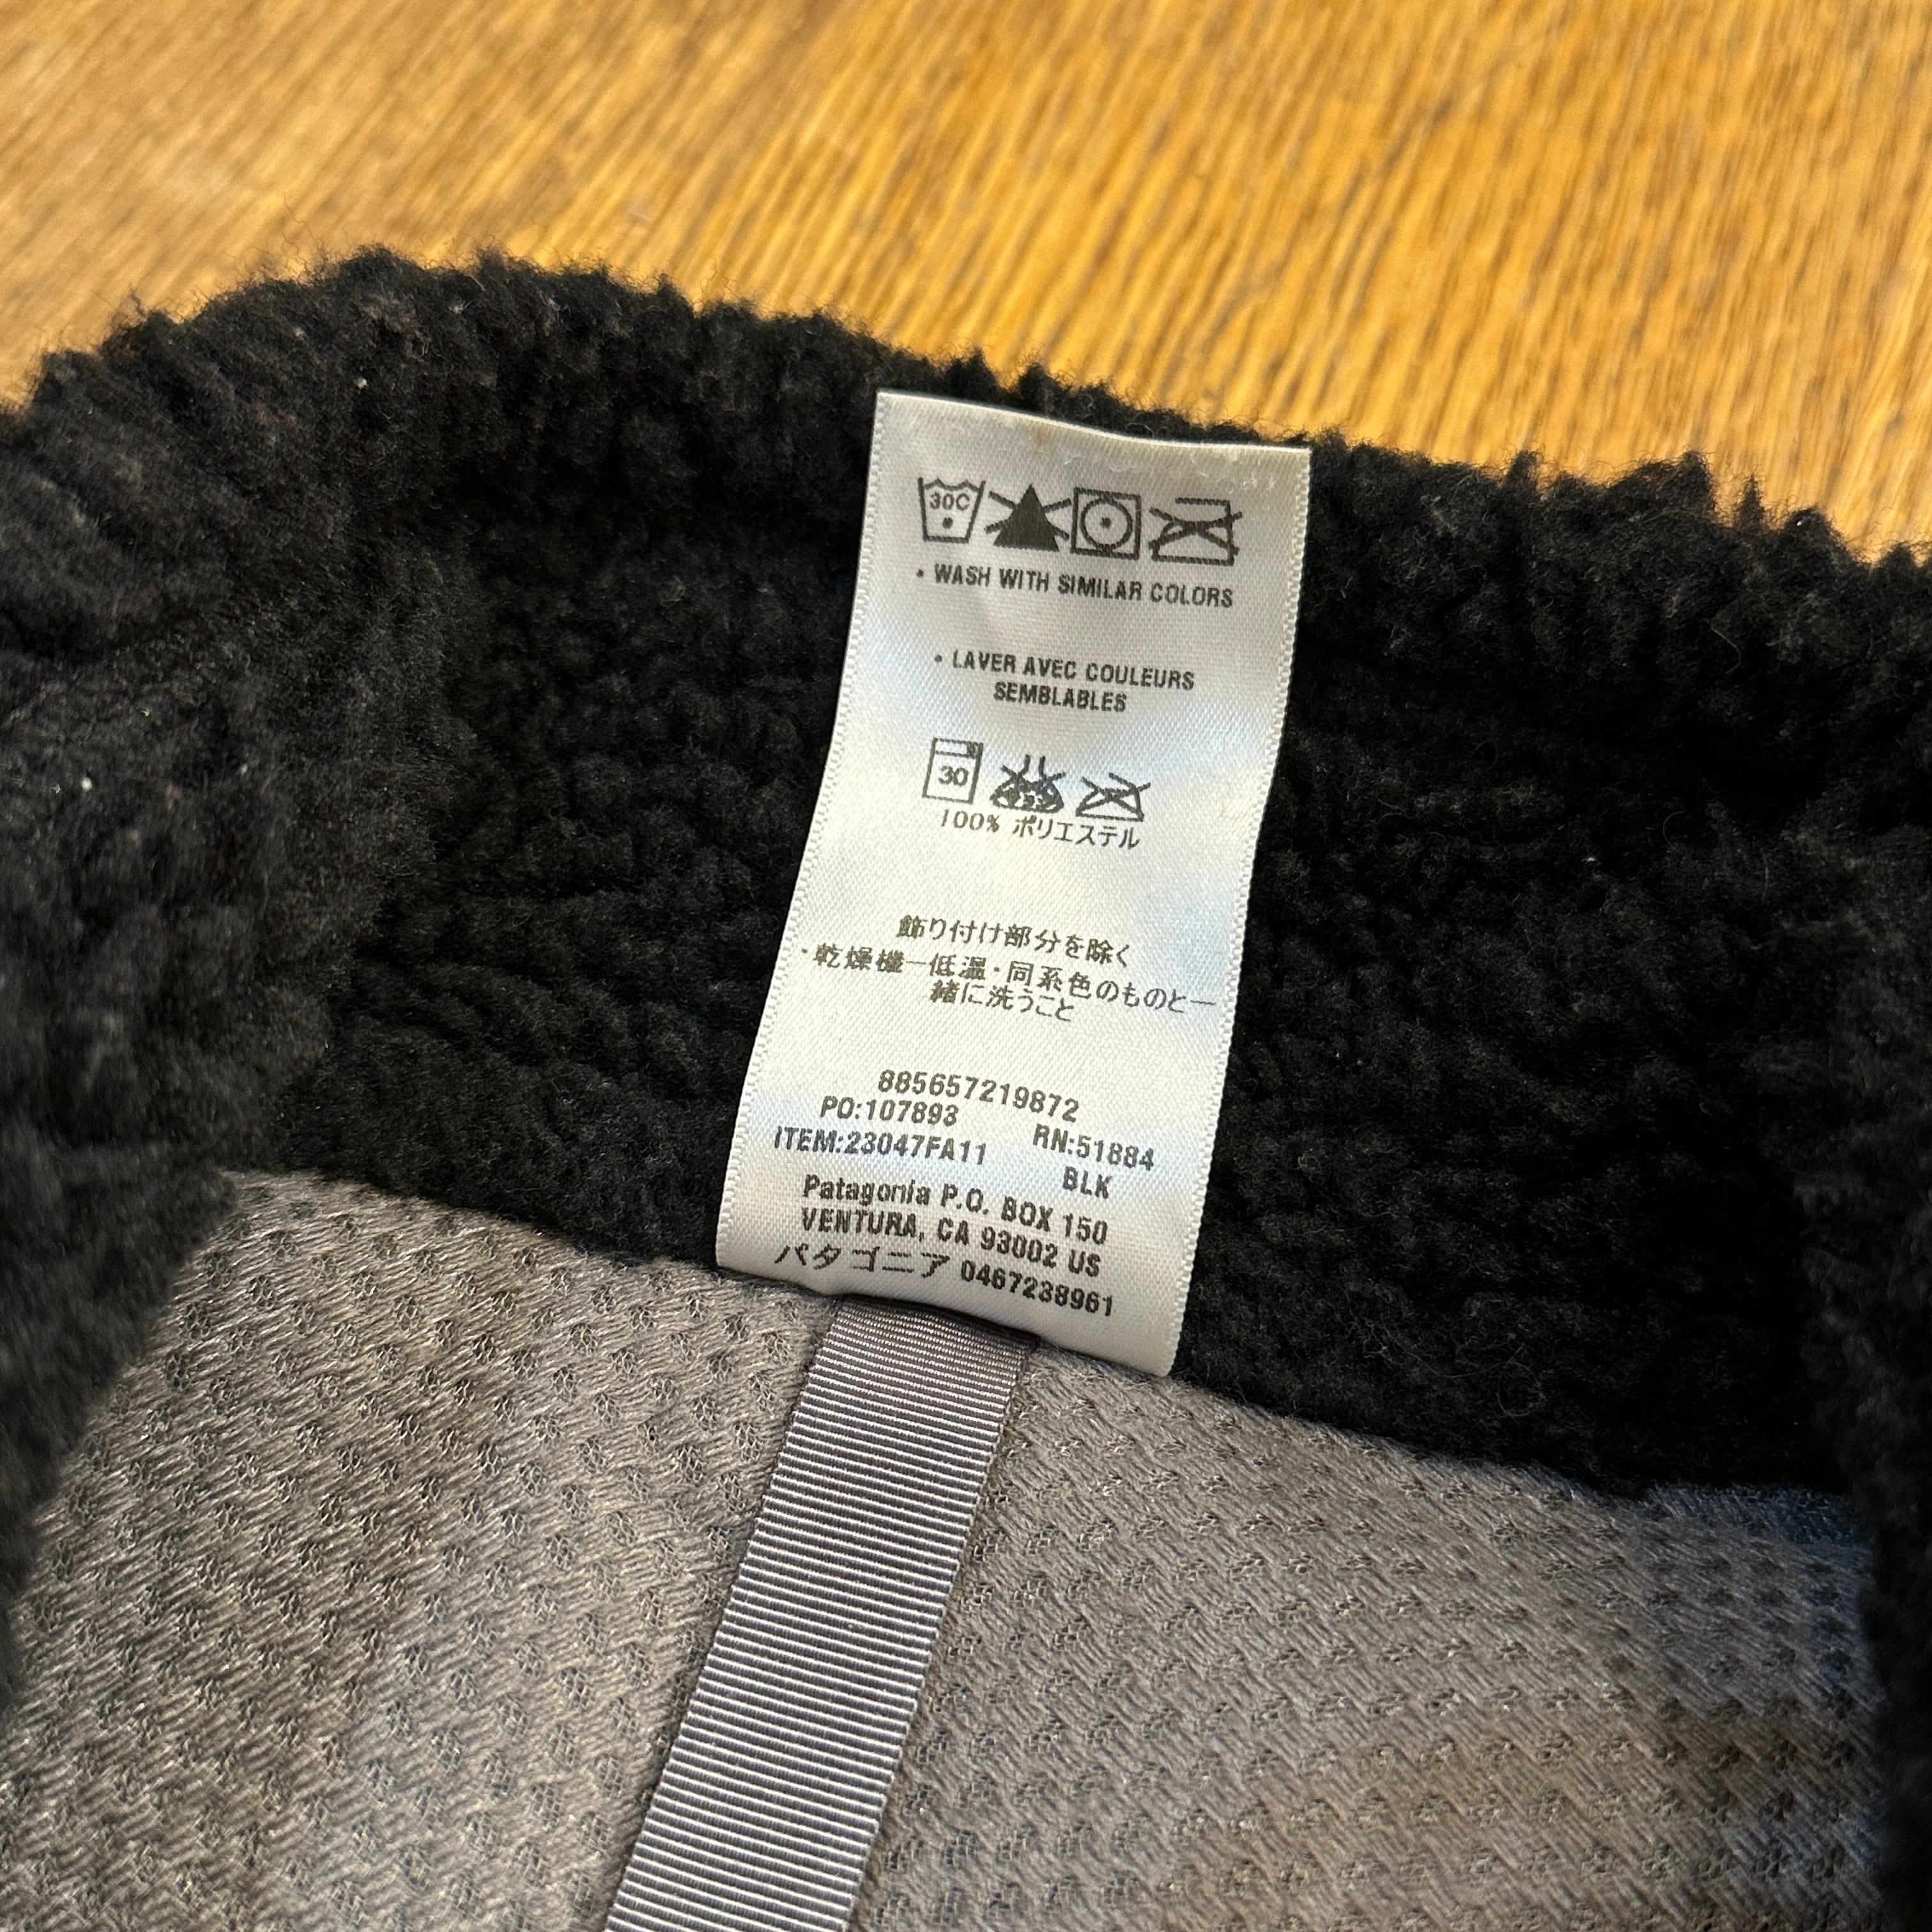 30C
• WASH WITH SIMILAR COLORS
• LAVER AVEC COULEURS
SEMBLABLES
30
100% ポリエステル
飾り付け部分を除く
・乾燥機—低温・同系色のものと一
緒に洗うこと
885657219872
PO:107893 RN:51884
ITEM:23047FA11 BLK
Patagonia P.O. BOX 150
VENTURA, CA 93002 US
パタゴニア 0467238961